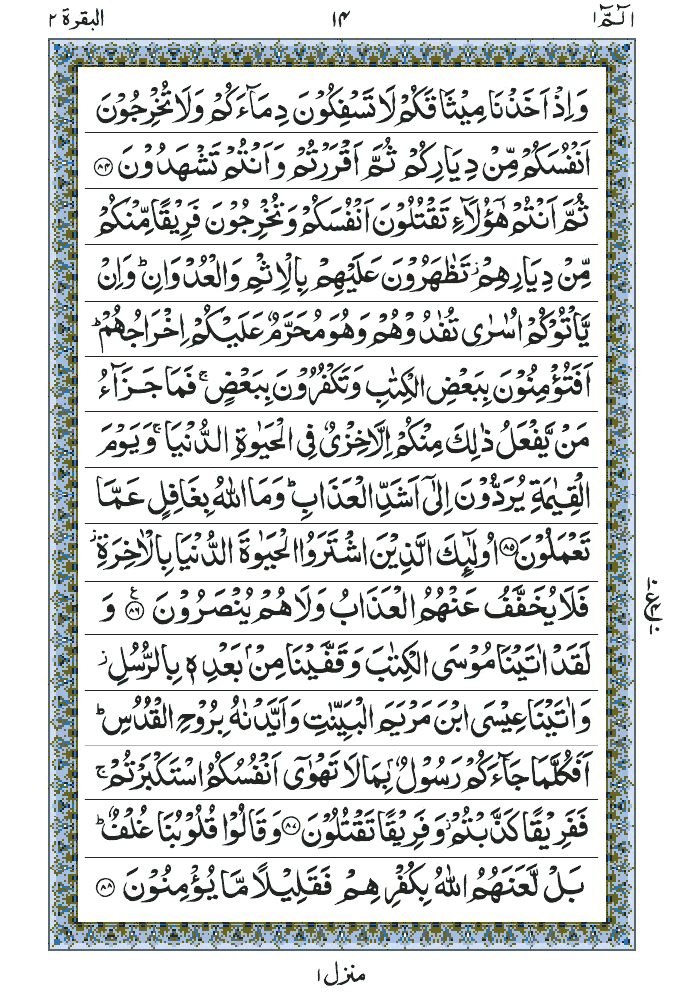 الٓمّٓ ١
١٤
البقرة ٢
وَاِذْ اَخَذْنَا مِيْثَاقَكُمْ لَا تَسْفِكُوْنَ دِمَآءَكُمْ وَلَا تُخْرِجُوْنَ
اَنْفُسَكُمْ مِّنْ دِيَارِكُمْ ثُمَّ اَقْرَرْتُمْ وَاَنْتُمْ تَشْهَدُوْنَ ﴿٨٤﴾
ثُمَّ اَنْتُمْ هٰٓؤُلَآءِ تَقْتُلُوْنَ اَنْفُسَكُمْ وَتُخْرِجُوْنَ فَرِيْقًا مِّنْكُمْ
مِّنْ دِيَارِهِمْ ز تَظٰهَرُوْنَ عَلَيْهِمْ بِالْاِثْمِ وَالْعُدْوَانِ ؕ وَاِنْ
يَّاْتُوْكُمْ اُسٰرٰى تُفٰدُوْهُمْ وَهُوَ مُحَرَّمٌ عَلَيْكُمْ اِخْرَاجُهُمْ ؕ
اَفَتُؤْمِنُوْنَ بِبَعْضِ الْكِتٰبِ وَتَكْفُرُوْنَ بِبَعْضٍ ۚ فَمَا جَزَآءُ
مَنْ يَّفْعَلُ ذٰلِكَ مِنْكُمْ اِلَّا خِزْىٌ فِى الْحَيٰوةِ الدُّنْيَا ۚ وَيَوْمَ
الْقِيٰمَةِ يُرَدُّوْنَ اِلٰٓى اَشَدِّ الْعَذَابِ ؕ وَمَا اللّٰهُ بِغَافِلٍ عَمَّا
تَعْمَلُوْنَ ﴿٨٥﴾ اُولٰٓئِكَ الَّذِيْنَ اشْتَرَوُا الْحَيٰوةَ الدُّنْيَا بِالْاٰخِرَةِ ز
فَلَا يُخَفَّفُ عَنْهُمُ الْعَذَابُ وَلَا هُمْ يُنْصَرُوْنَ ﴿٨٦﴾ ع وَ
لَقَدْ اٰتَيْنَا مُوْسَى الْكِتٰبَ وَقَفَّيْنَا مِنْۢ بَعْدِهٖ بِالرُّسُلِ ز
وَاٰتَيْنَا عِيْسَى ابْنَ مَرْيَمَ الْبَيِّنٰتِ وَاَيَّدْنٰهُ بِرُوْحِ الْقُدُسِ ؕ
اَفَكُلَّمَا جَآءَكُمْ رَسُوْلٌۢ بِمَا لَا تَهْوٰٓى اَنْفُسُكُمُ اسْتَكْبَرْتُمْ ۚ
فَفَرِيْقًا كَذَّبْتُمْ ز وَفَرِيْقًا تَقْتُلُوْنَ ﴿٨٧﴾ وَقَالُوْا قُلُوْبُنَا غُلْفٌ ؕ
بَلْ لَّعَنَهُمُ اللّٰهُ بِكُفْرِهِمْ فَقَلِيْلًا مَّا يُؤْمِنُوْنَ ﴿٨٨﴾
منزل ١